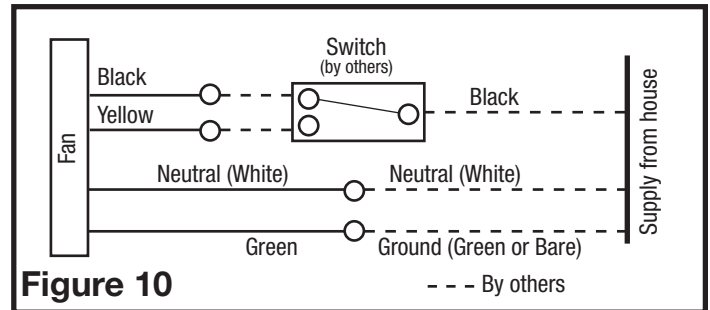 Switch
(by others)
Black
Black
Yellow
Fan
Neutral (White)
Neutral (White)
Supply from house
Green
Ground (Green or Bare)
Figure 10
- - - By others